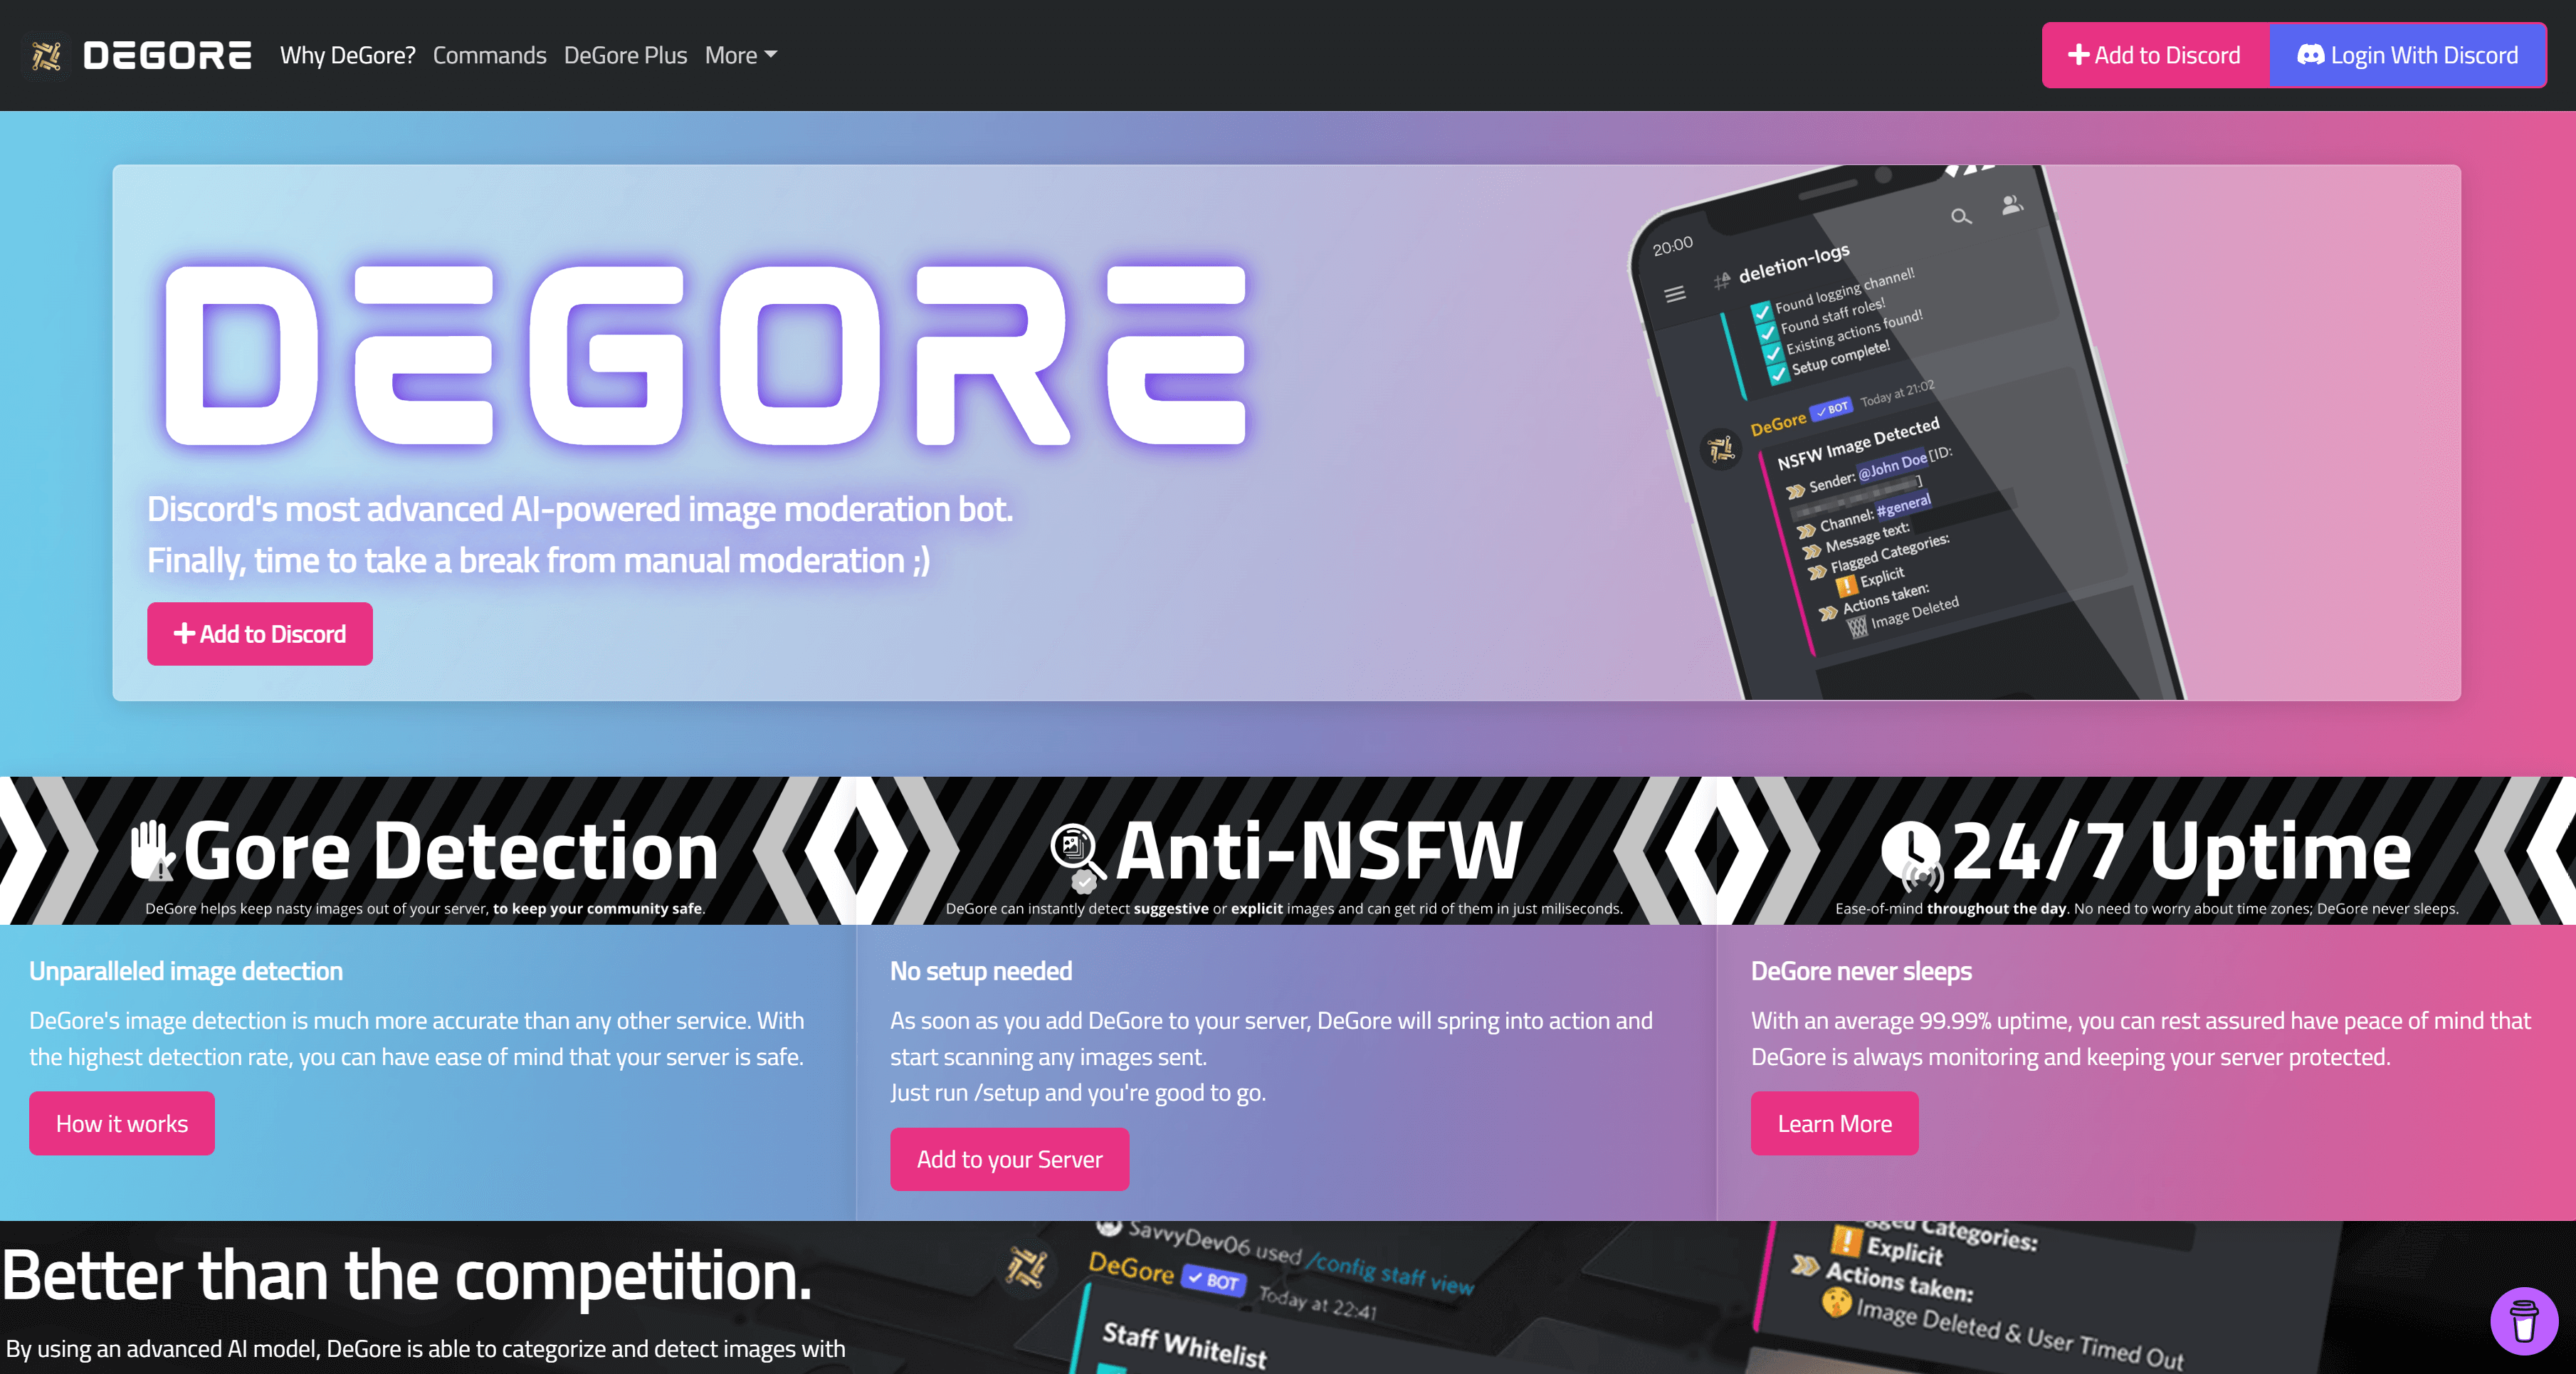 DEGORE Why DeGore? Commands DeGore Plus More Add to Discord Login With Discord
DEGORE
Discord's most advanced AI-powered image moderation bot.
Finally, time to take a break from manual moderation ;)
Add to Discord
20:00
deletion-logs
Found logging channel!
Found staff roles!
Existing actions found!
Setup complete!
DeGore BOT Today at 21:02
NSFW Image Detected
Sender: @John Doe [ID:
]
Channel: #general
Message text:
Flagged Categories:
Explicit
Actions taken:
Image Deleted
Gore Detection
DeGore helps keep nasty images out of your server, to keep your community safe.
Unparalleled image detection
DeGore's image detection is much more accurate than any other service. With
the highest detection rate, you can have ease of mind that your server is safe.
How it works
Anti-NSFW
DeGore can instantly detect suggestive or explicit images and can get rid of them in just miliseconds.
No setup needed
As soon as you add DeGore to your server, DeGore will spring into action and
start scanning any images sent.
Just run /setup and you're good to go.
Add to your Server
24/7 Uptime
Ease-of-mind throughout the day. No need to worry about time zones; DeGore never sleeps.
DeGore never sleeps
With an average 99.99% uptime, you can rest assured have peace of mind that
DeGore is always monitoring and keeping your server protected.
Learn More
Better than the competition.
By using an advanced AI model, DeGore is able to categorize and detect images with
SavvyDev06 used /config staff view
DeGore BOT Today at 22:41
Staff Whitelist
Categories:
Explicit
Actions taken:
Image Deleted & User Timed Out